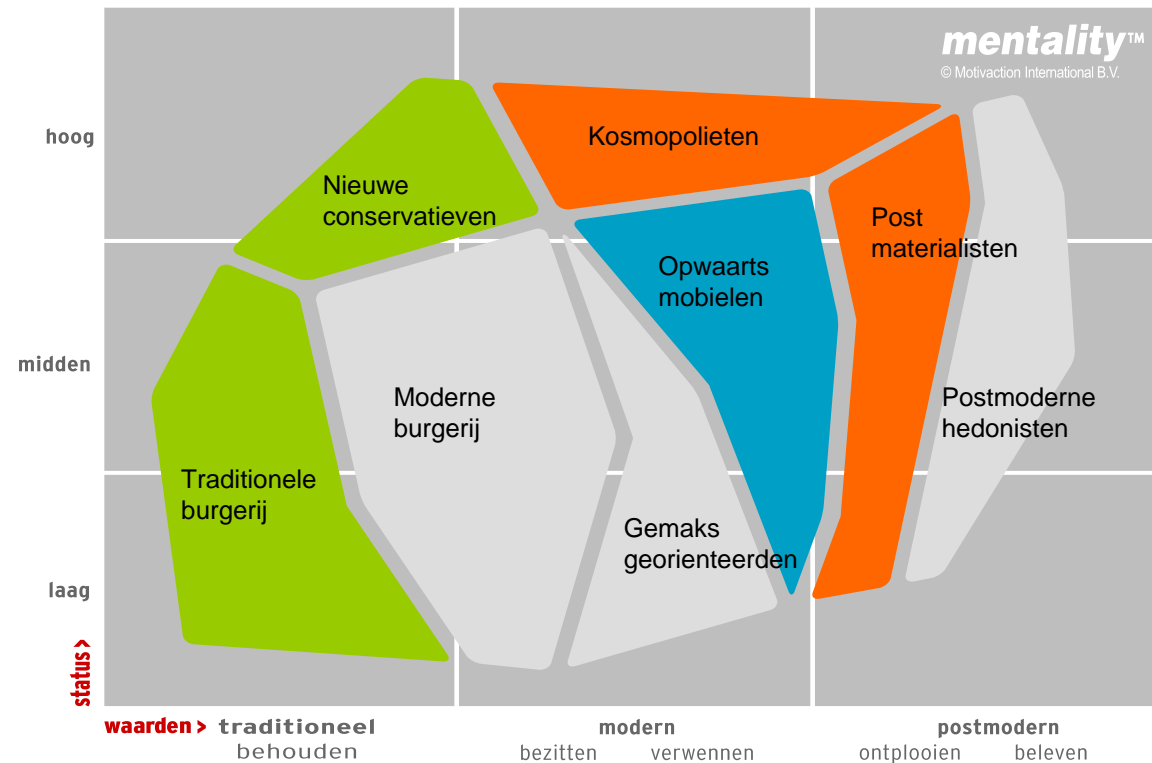 mentality™
© Motivaction International B.V.
hoog
Kosmopolieten
Nieuwe
conservatieven
Post
materialisten
Opwaarts
mobielen
midden
Moderne
burgerij
Postmoderne
hedonisten
Traditionele
burgerij
Gemaks
georienteerden
laag
status >
waarden > traditioneel modern postmodern
behouden bezitten verwennen ontplooien beleven